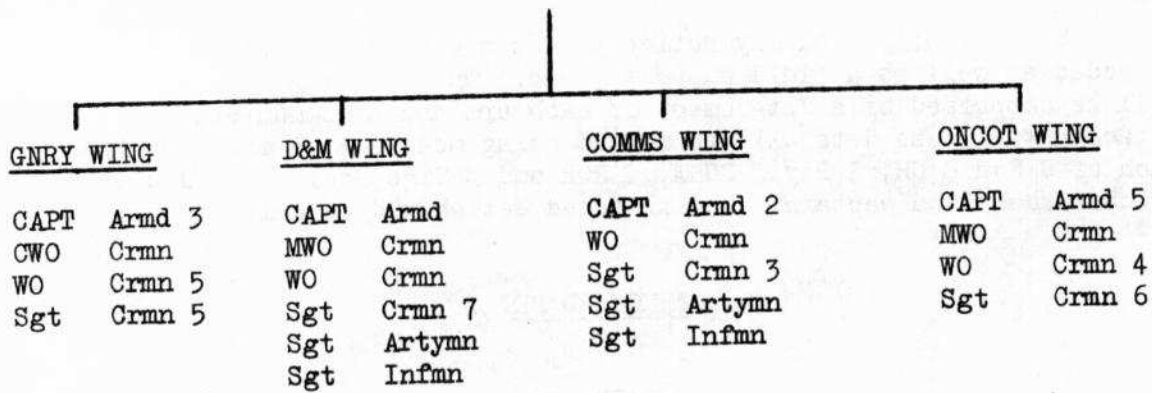 GNRY WING
CAPT Armd 3
CWO Crmn
WO Crmn 5
Sgt Crmn 5
D&M WING
CAPT Armd
MWO Crmn
WO Crmn
Sgt Crmn 7
Sgt Artymn
Sgt Infmn
COMMS WING
CAPT Armd 2
WO Crmn
Sgt Crmn 3
Sgt Artymn
Sgt Infmn
ONCOT WING
CAPT Armd 5
MWO Crmn
WO Crmn 4
Sgt Crmn 6